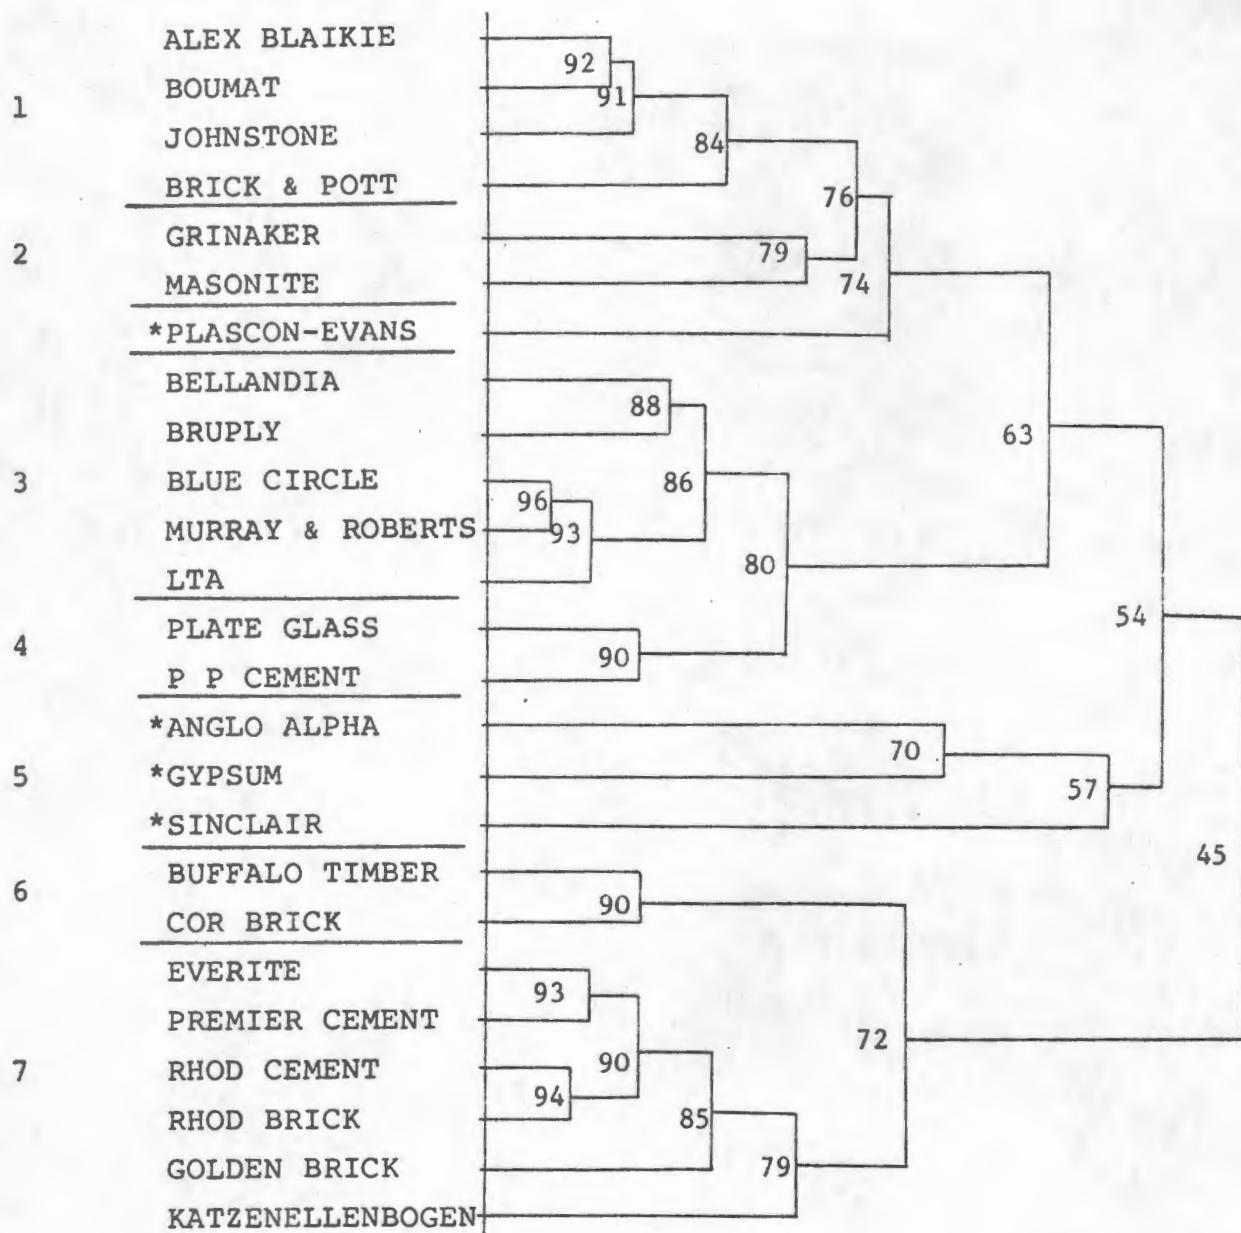 ALEX BLAIKIE
92
BOUMAT
1
91
JOHNSTONE
84
BRICK & POTT
76
GRINAKER
2
79
MASONITE
74
*PLASCON-EVANS
BELLANDIA
88
BRUPLY
63
3
BLUE CIRCLE
86
96
MURRAY & ROBERTS
93
80
LTA
54
PLATE GLASS
4
90
P P CEMENT
*ANGLO ALPHA
70
5
*GYPSUM
57
*SINCLAIR
45
BUFFALO TIMBER
6
90
COR BRICK
EVERITE
93
PREMIER CEMENT
72
7
RHOD CEMENT
90
94
RHOD BRICK
85
GOLDEN BRICK
79
KATZENELLENBOGEN